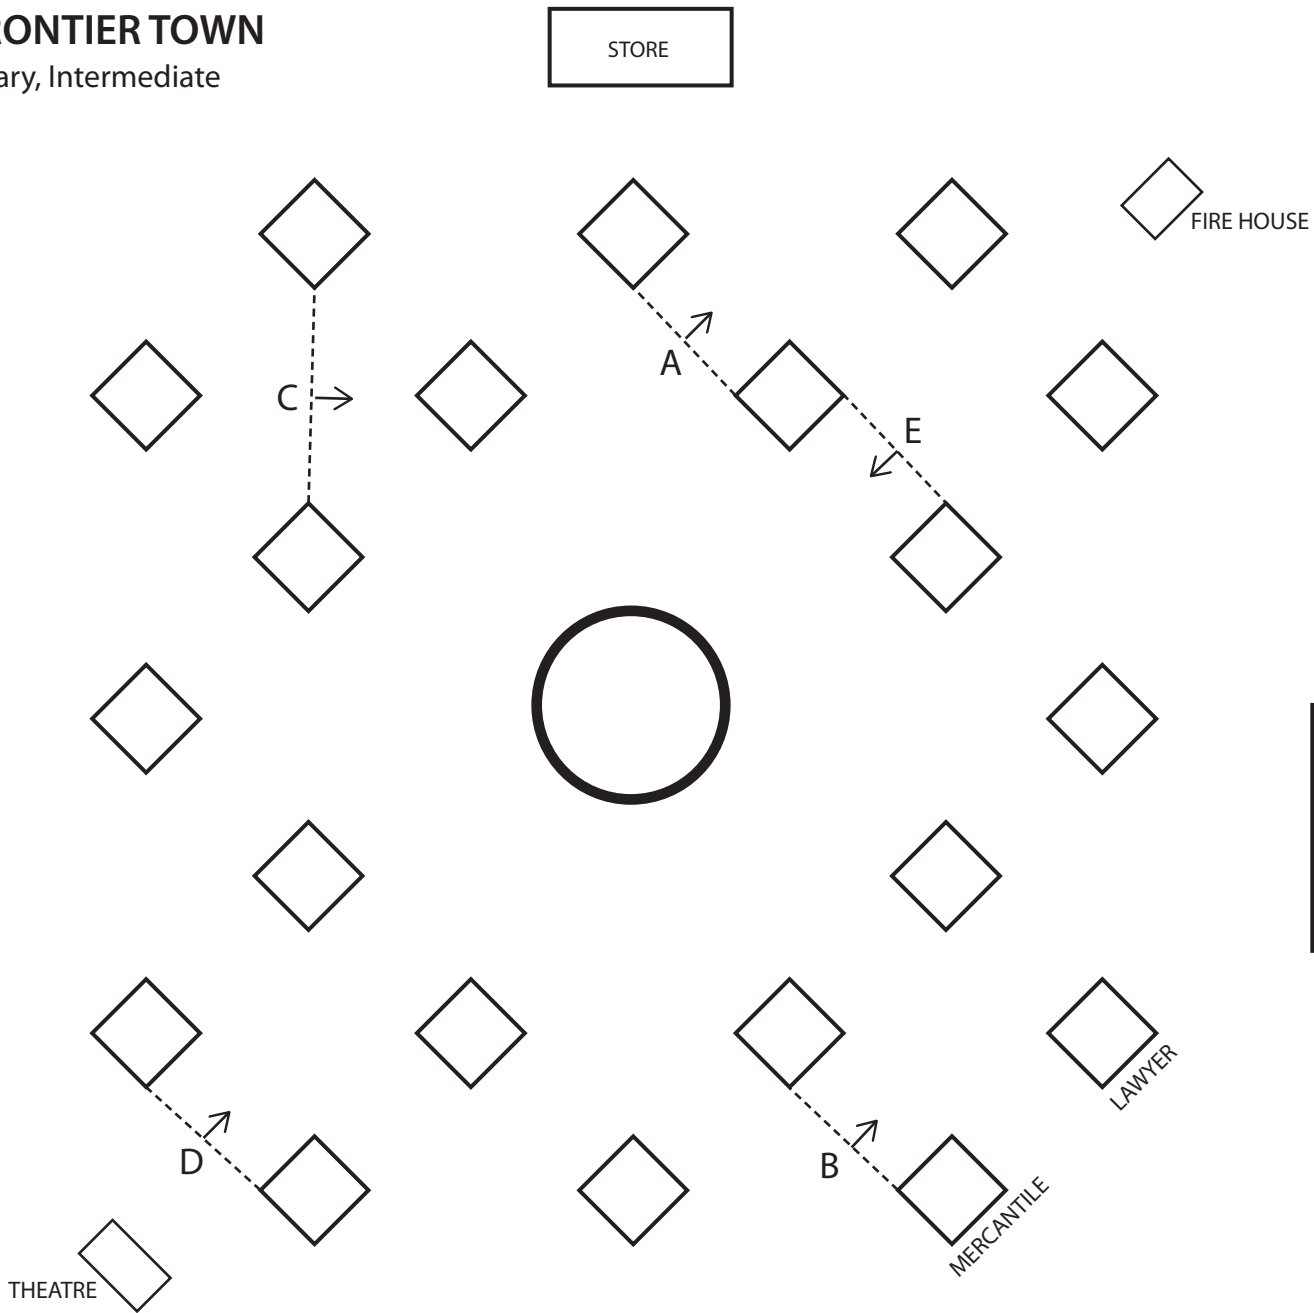 RONTIER TOWN
ary, Intermediate
STORE
FIRE HOUSE
A
C
E
LAWYER
D
B
MERCANTILE
THEATRE